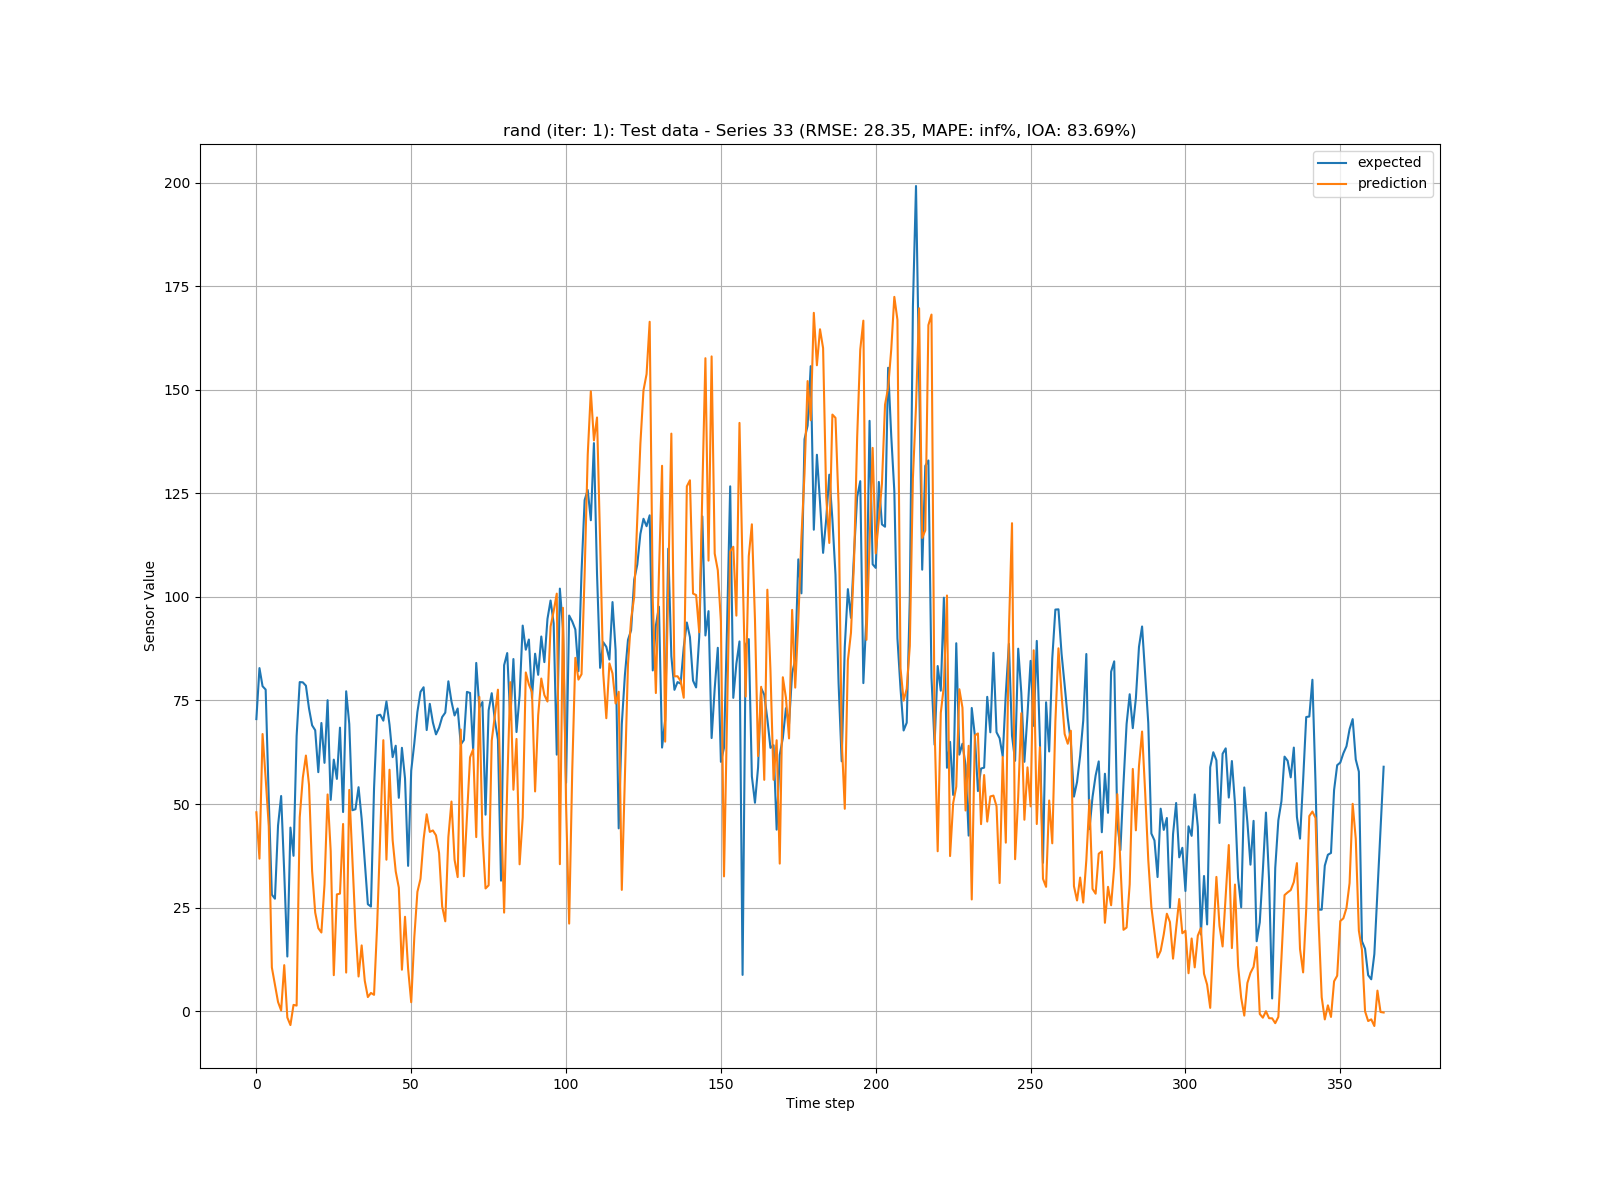 rand (iter: 1): Test data - Series 33 (RMSE: 28.35, MAPE: inf%, IOA: 83.69%)
expected
prediction
200
175
150
125
100
75
50
25
0
Sensor Value
0 50 100 150 200 250 300 350
Time step